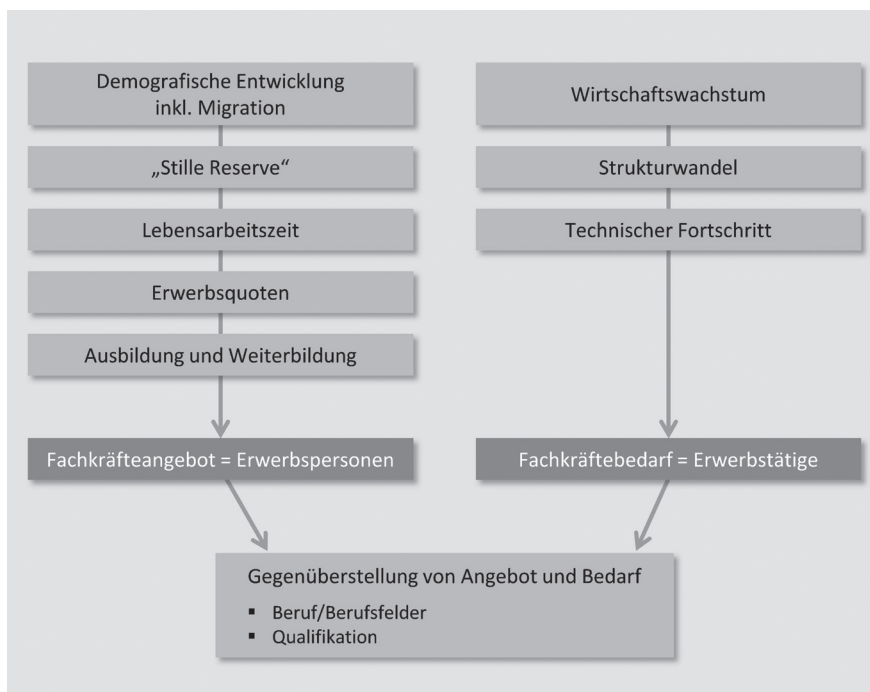 Demografische Entwicklung
inkl. Migration
„Stille Reserve“
Lebensarbeitszeit
Erwerbsquoten
Ausbildung und Weiterbildung
Fachkräfteangebot = Erwerbspersonen
Wirtschaftswachstum
Strukturwandel
Technischer Fortschritt
Fachkräftebedarf = Erwerbstätige
Gegenüberstellung von Angebot und Bedarf
▪ Beruf/Berufsfelder
▪ Qualifikation